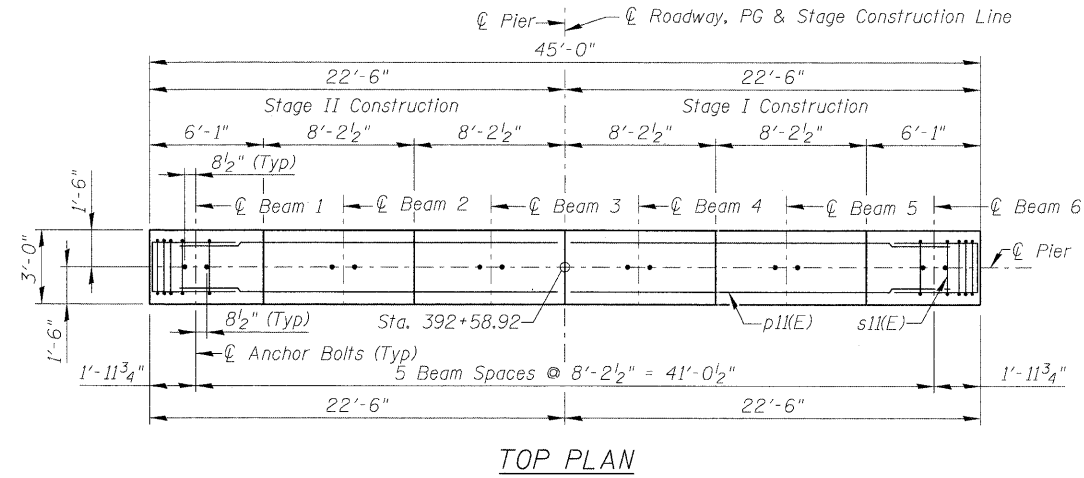 ℄ Pier
℄ Roadway, PG & Stage Construction Line
45'-0"
22'-6" 22'-6"
Stage II Construction Stage I Construction
6'-1" 8'-2½" 8'-2½" 8'-2½" 8'-2½" 6'-1"
8½" (Typ)
1'-6"
℄ Beam 1 ℄ Beam 2 ℄ Beam 3 ℄ Beam 4 ℄ Beam 5 ℄ Beam 6
3'-0"
℄ Pier
1'-6"
8½" (Typ) Sta. 392+58.92 p11(E) s11(E)
℄ Anchor Bolts (Typ)
1'-11¾" 5 Beam Spaces @ 8'-2½" = 41'-0½" 1'-11¾"
22'-6" 22'-6"
TOP PLAN